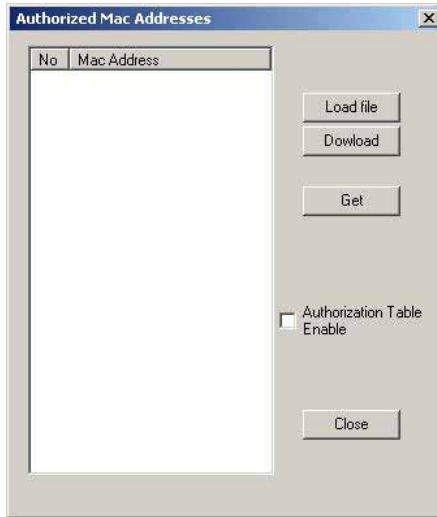 Authorized Mac Addresses
No Mac Address
Load file
Dowload
Get
Authorization Table
Enable
Close